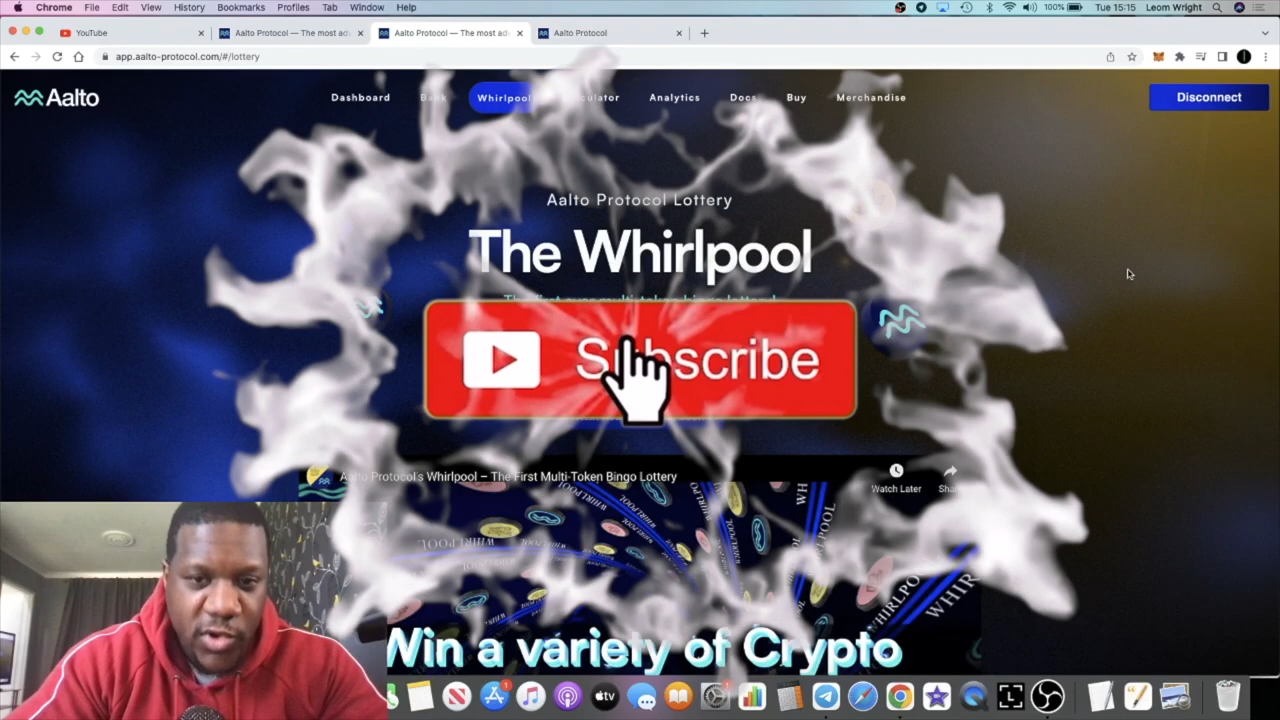 Chrome File Edit View History Bookmarks Profiles Tab Window Help 100% Tue 15:15 Leom Wright
YouTube Aalto Protocol — The most ad Aalto Protocol — The most ad Aalto Protocol
app.aalto-protocol.com/#/lottery
Aalto Dashboard Bank Whirlpool Docs Analytics Buy Merchandise Disconnect
Aalto Protocol Lottery
The Whirlpool
Subscribe
Aalto Protocol's Whirlpool – The First Multi-Token Bingo Lottery
Watch Later
WHIRLPOOL
Win a variety of Crypto
tv